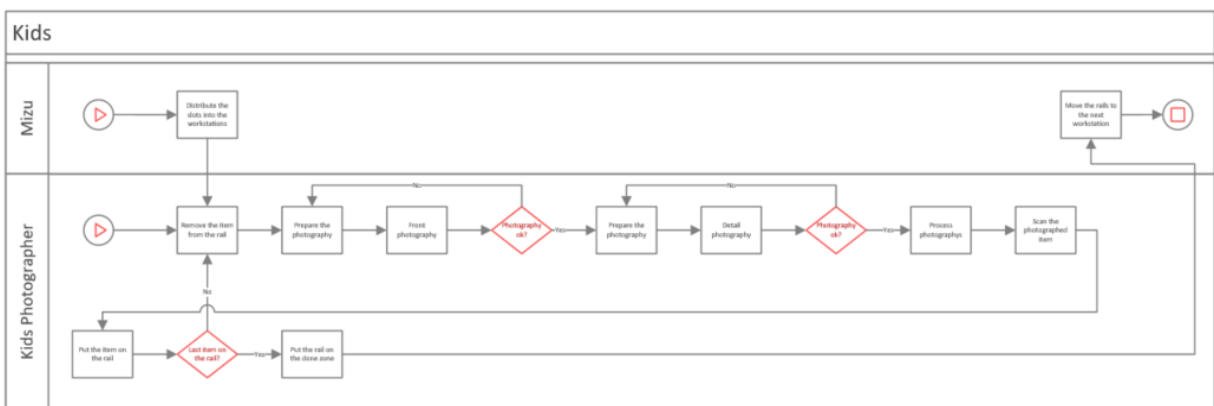 Kids
Mizu
Distribute the
slots into the
workstations
Move the rails to
the next
workstation
Kids Photographer
No
No
Remove the item
from the rail
Prepare the
photography
Front
photography
Photography
ok?
Yes
Prepare the
photography
Detail
photography
Photography
ok?
Yes
Process
photographys
Scan the
photographed
item
No
Put the item on
the rail
Last item on
the rail?
Yes
Put the rail on
the done zone